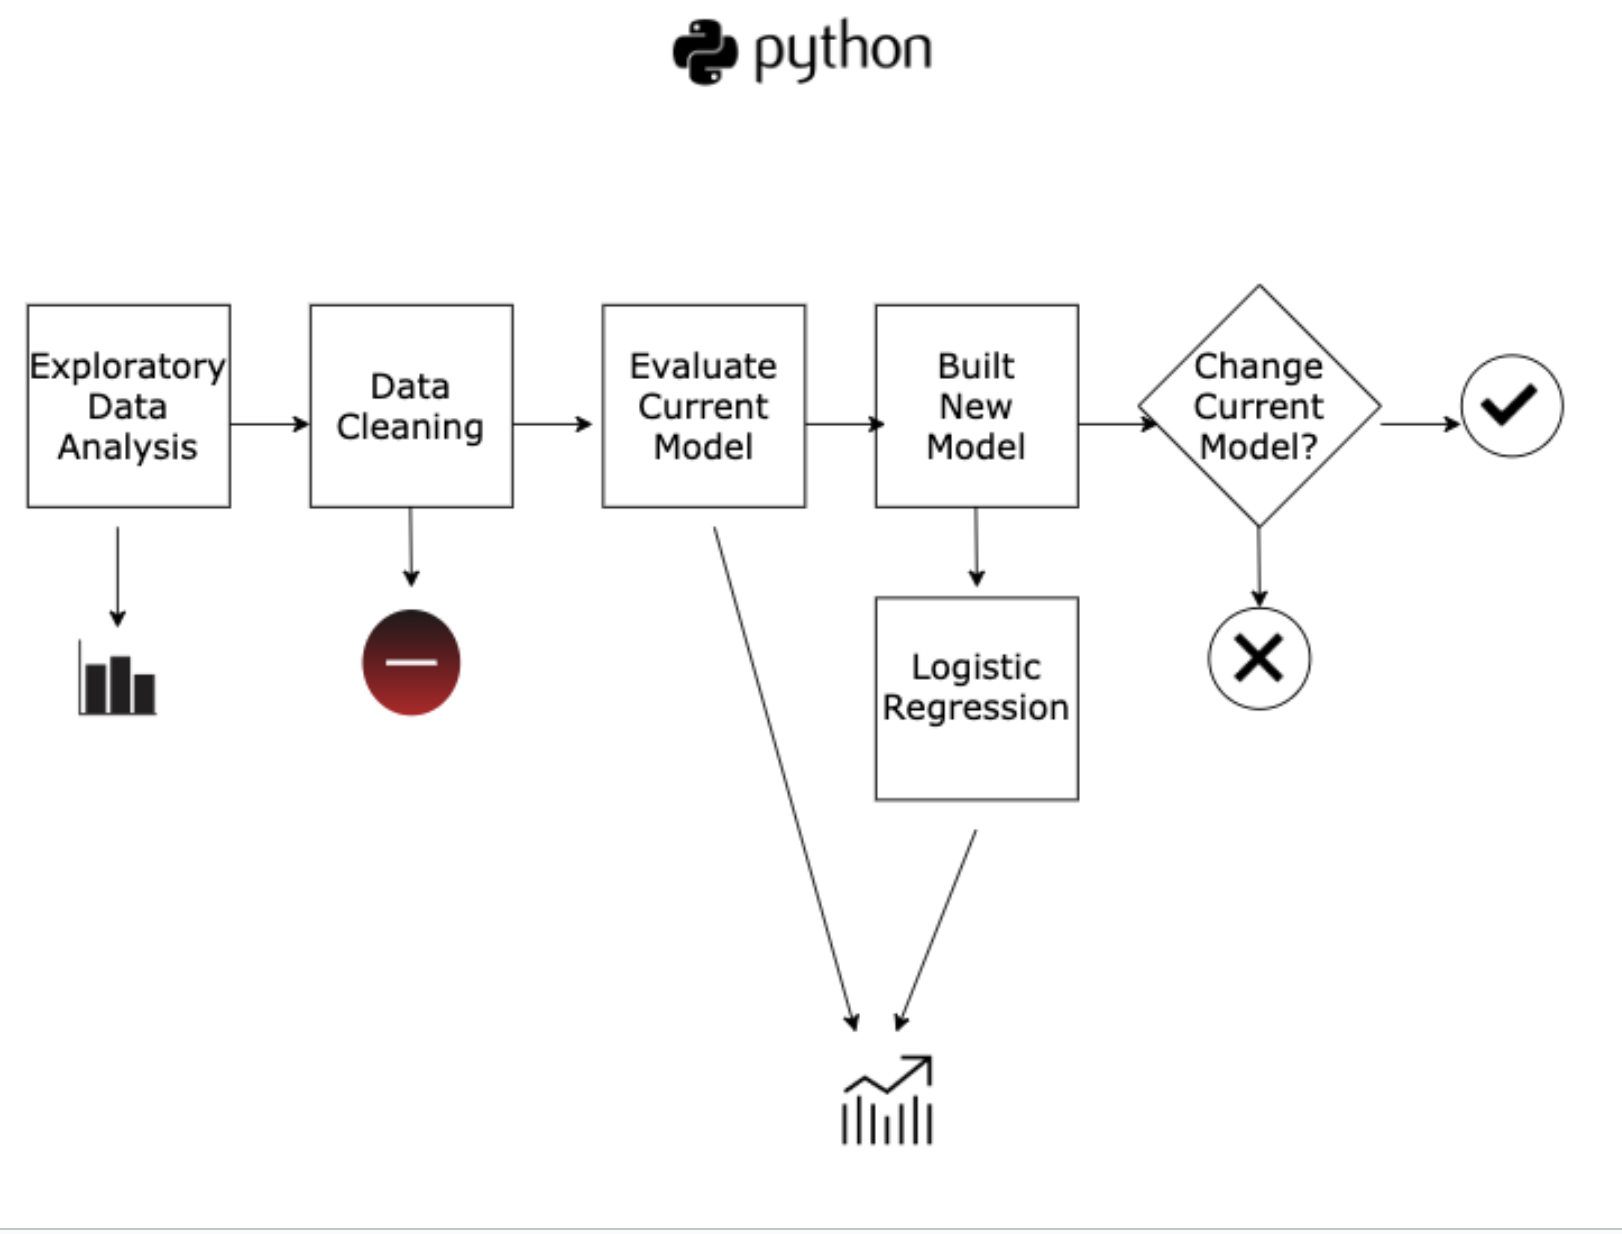 python
Exploratory
Data
Analysis
Data
Cleaning
Evaluate
Current
Model
Built
New
Model
Change
Current
Model?
Logistic
Regression